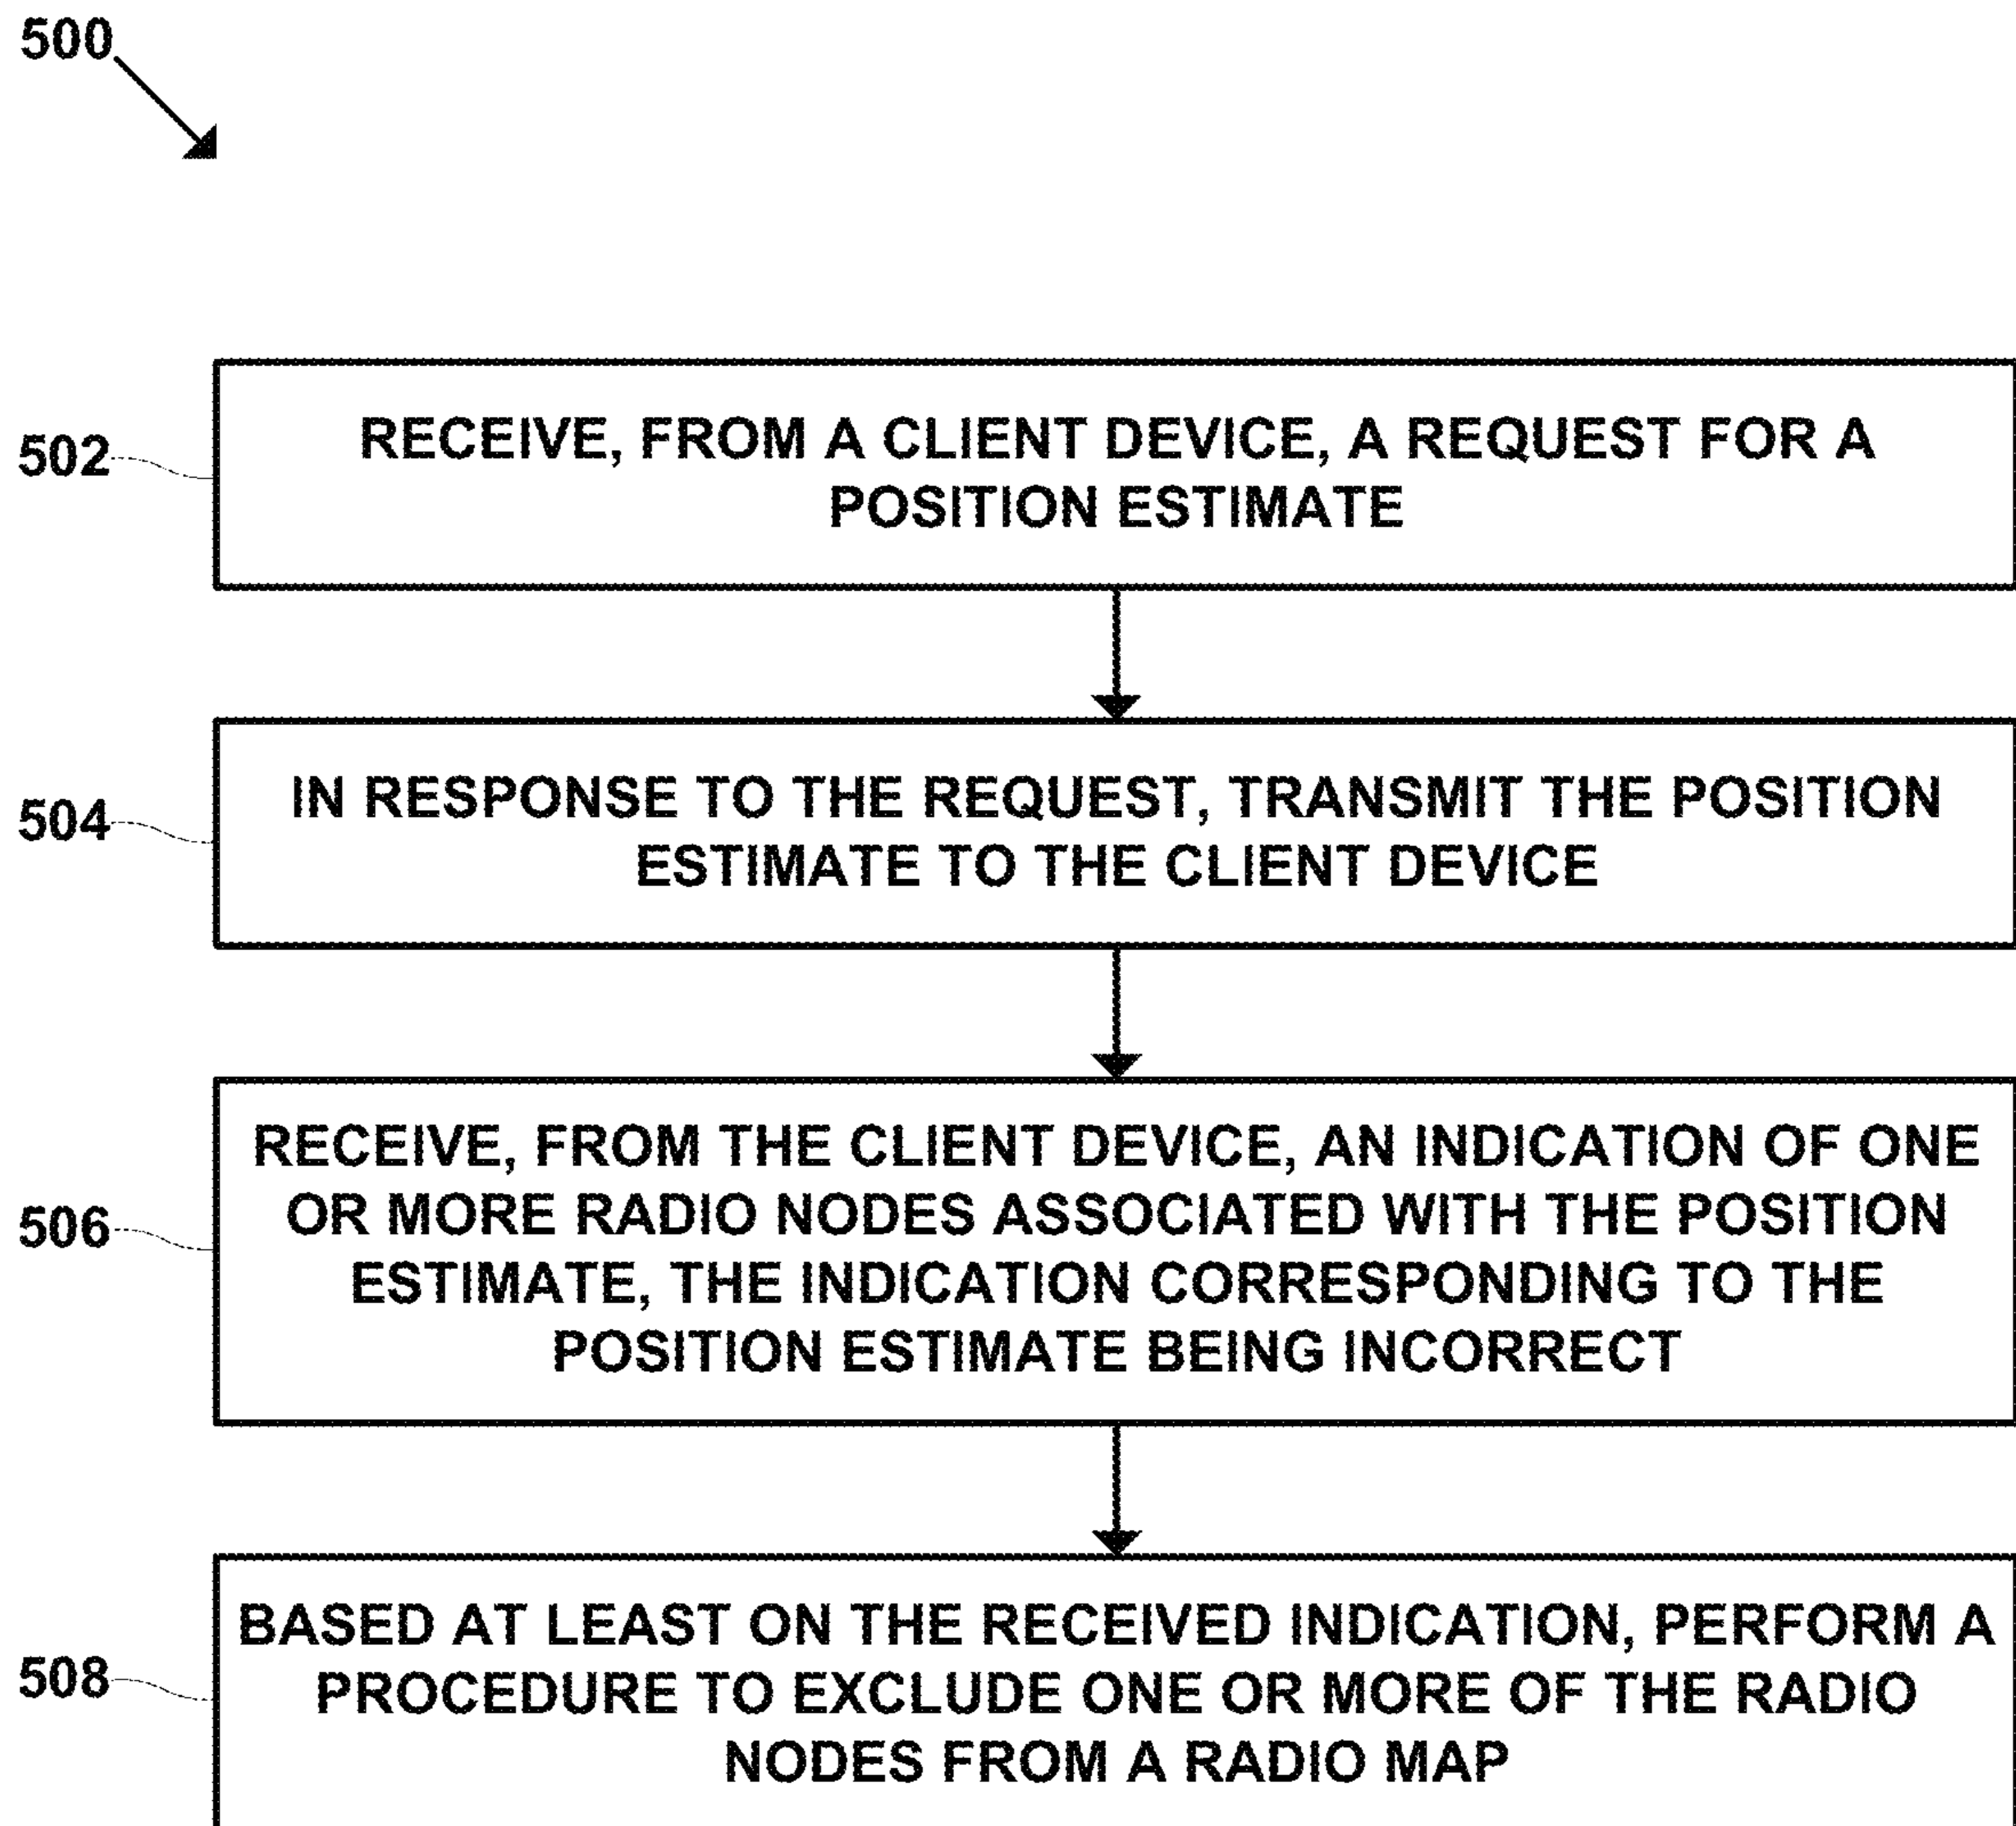 500
502
RECEIVE, FROM A CLIENT DEVICE, A REQUEST FOR A
POSITION ESTIMATE
504
IN RESPONSE TO THE REQUEST, TRANSMIT THE POSITION
ESTIMATE TO THE CLIENT DEVICE
506
RECEIVE, FROM THE CLIENT DEVICE, AN INDICATION OF ONE
OR MORE RADIO NODES ASSOCIATED WITH THE POSITION
ESTIMATE, THE INDICATION CORRESPONDING TO THE
POSITION ESTIMATE BEING INCORRECT
508
BASED AT LEAST ON THE RECEIVED INDICATION, PERFORM A
PROCEDURE TO EXCLUDE ONE OR MORE OF THE RADIO
NODES FROM A RADIO MAP